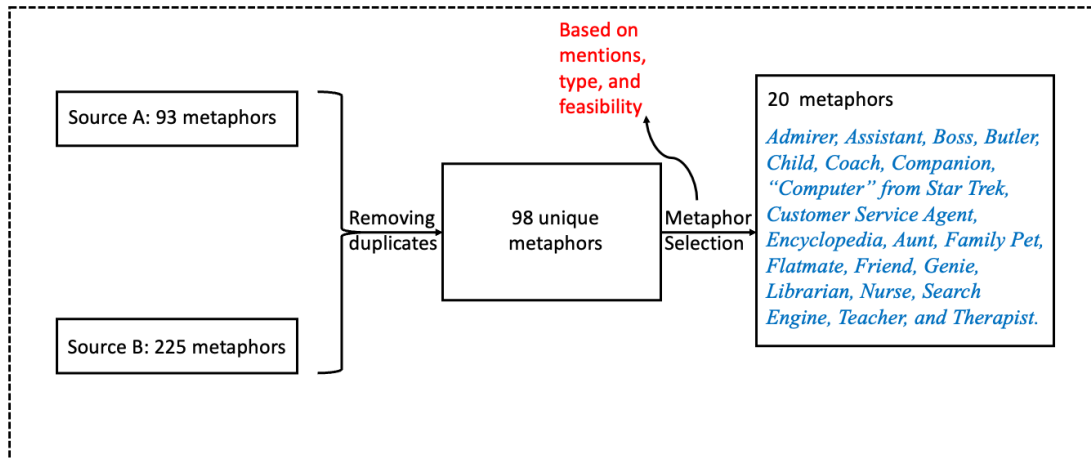 Based on
mentions,
type, and
feasibility
Source A: 93 metaphors
Source B: 225 metaphors
Removing
duplicates
98 unique
metaphors
Metaphor
Selection
20 metaphors
Admirer, Assistant, Boss, Butler,
Child, Coach, Companion,
“Computer” from Star Trek,
Customer Service Agent,
Encyclopedia, Aunt, Family Pet,
Flatmate, Friend, Genie,
Librarian, Nurse, Search
Engine, Teacher, and Therapist.